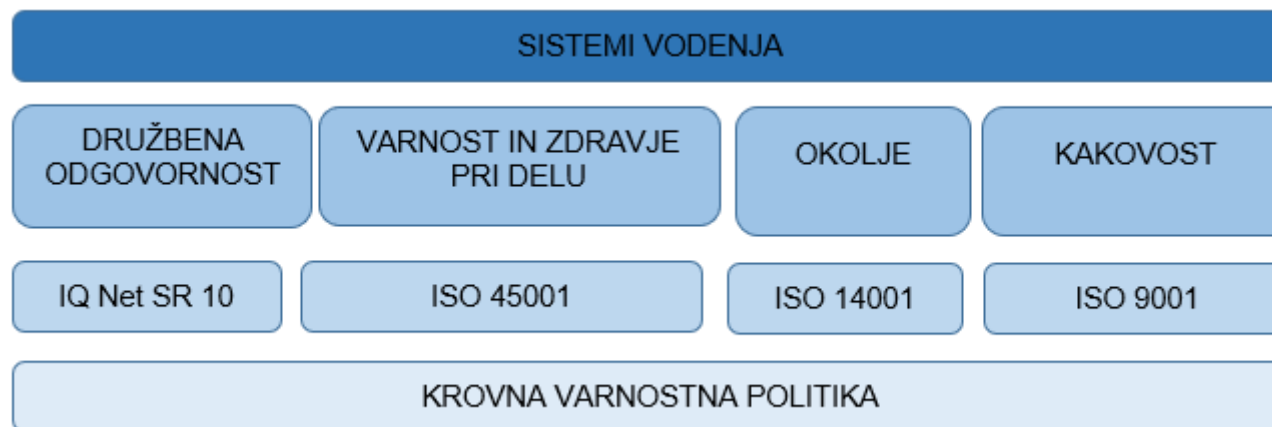 SISTEMI VODENJA
DRUŽBENA
ODGOVORNOST
VARNOST IN ZDRAVJE
PRI DELU
OKOLJE
KAKOVOST
IQ Net SR 10
ISO 45001
ISO 14001
ISO 9001
KROVNA VARNOSTNA POLITIKA